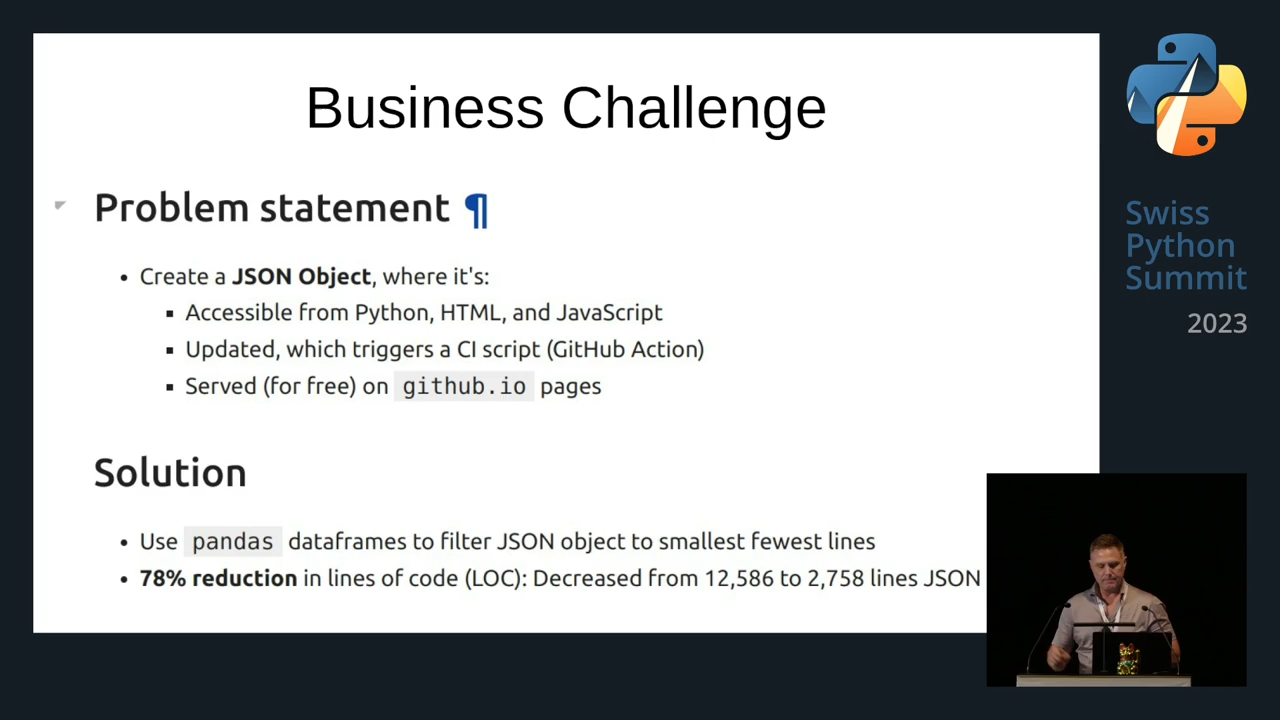 Business Challenge
Problem statement ¶
• Create a JSON Object, where it's:
▪ Accessible from Python, HTML, and JavaScript
▪ Updated, which triggers a CI script (GitHub Action)
▪ Served (for free) on github.io pages
Solution
• Use pandas dataframes to filter JSON object to smallest fewest lines
• 78% reduction in lines of code (LOC): Decreased from 12,586 to 2,758 lines JSON
Swiss
Python
Summit
2023